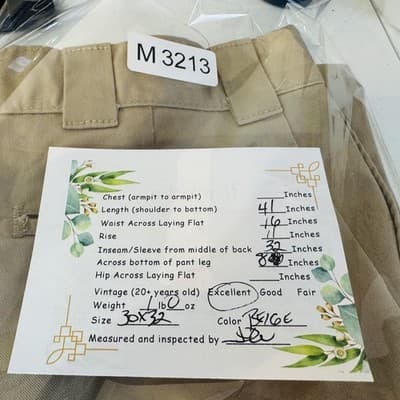 M 3213
Chest (armpit to armpit) Inches
Length (shoulder to bottom) 41 Inches
Waist Across Laying Flat 16 Inches
Rise 11 Inches
Inseam/Sleeve from middle of back 32 Inches
Across bottom of pant leg 8 Inches
Hip Across Laying Flat Inches
Vintage (20+ years old) Excellent Good Fair
Weight 1 lb 0 oz
Size 30x32 Color BEIGE
Measured and inspected by